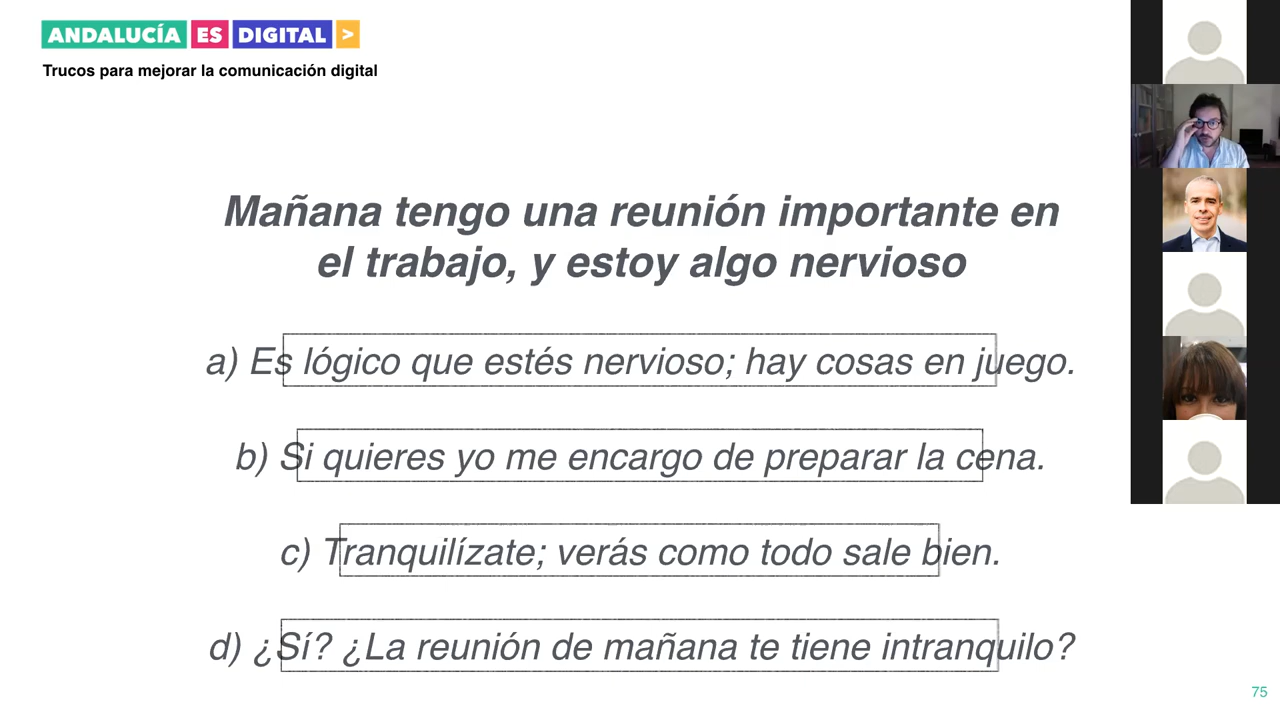 ANDALUCÍA ES DIGITAL >
Trucos para mejorar la comunicación digital
Mañana tengo una reunión importante en
el trabajo, y estoy algo nervioso
a) Es lógico que estés nervioso; hay cosas en juego.
b) Si quieres yo me encargo de preparar la cena.
c) Tranquilízate; verás como todo sale bien.
d) ¿Sí? ¿La reunión de mañana te tiene intranquilo?
75